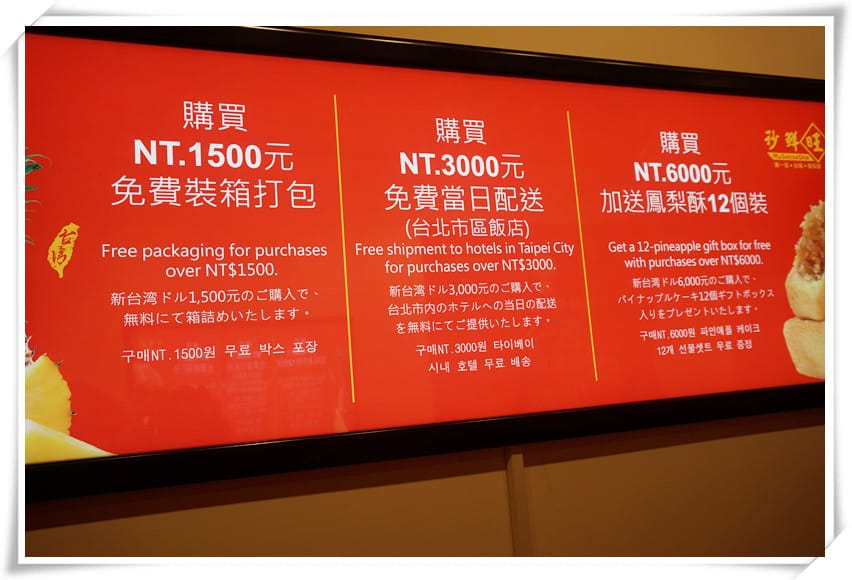 台灣
購買
NT.1500元
免費裝箱打包
Free packaging for purchases
over NT$1500.
新台湾ドル1,500元のご購入で、
無料にて箱詰めいたします。
구매NT.1500원 무료 박스 포장
購買
NT.3000元
免費當日配送
(台北市區飯店)
Free shipment to hotels in Taipei City
for purchases over NT$3000.
新台湾ドル3,000元のご購入で、
台北市内のホテルへの当日の配送
を無料にてご提供いたします。
구매NT.3000원 타이베이
시내 호텔 무료 배송
購買
NT.6000元
加送鳳梨酥12個裝
Get a 12-pineapple gift box for free
with purchases over NT$6000.
新台湾ドル6,000元のご購入で、
パイナップルケーキ12個ギフトボックス
入りをプレゼントいたします。
구매NT.6000원 파인애플 케이크
12개 선물셋트 무료 증정
鮮旺